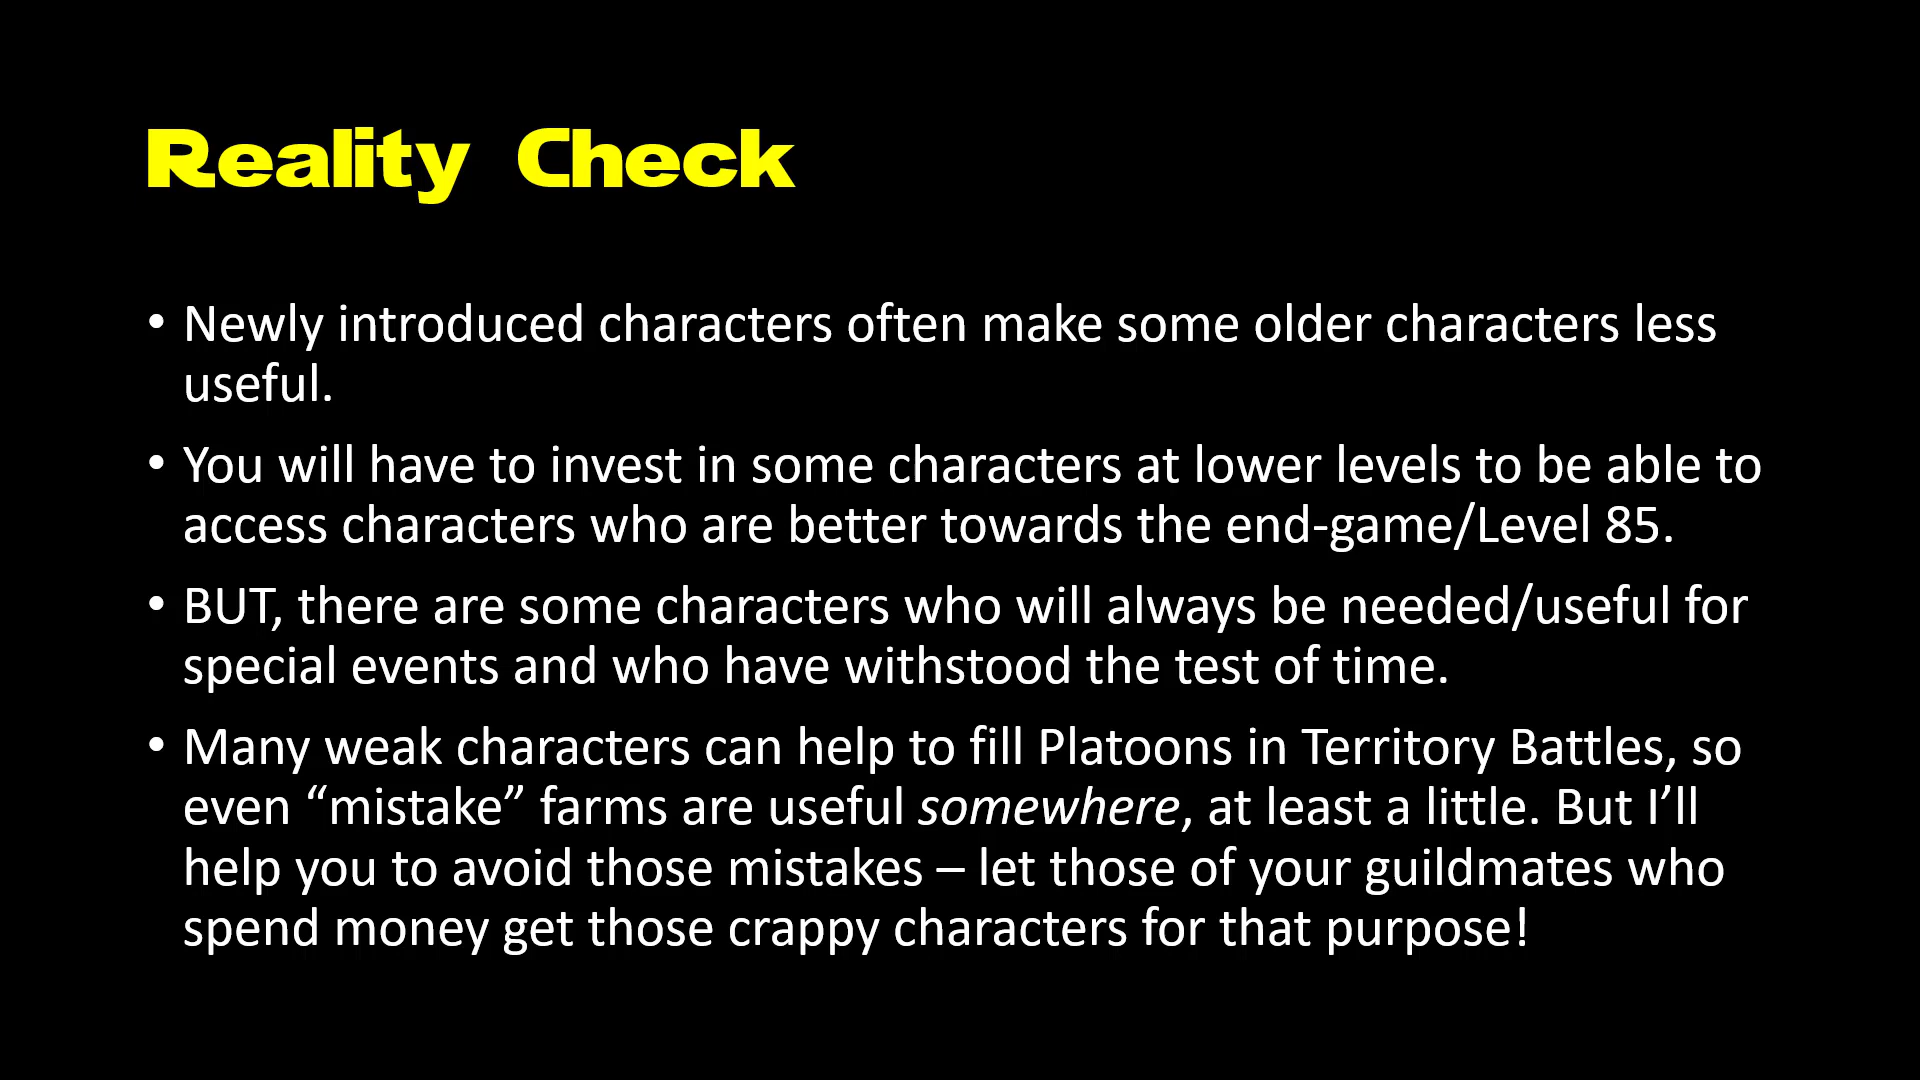 Reality Check
• Newly introduced characters often make some older characters less
useful.
• You will have to invest in some characters at lower levels to be able to
access characters who are better towards the end-game/Level 85.
• BUT, there are some characters who will always be needed/useful for
special events and who have withstood the test of time.
• Many weak characters can help to fill Platoons in Territory Battles, so
even “mistake” farms are useful somewhere, at least a little. But I’ll
help you to avoid those mistakes – let those of your guildmates who
spend money get those crappy characters for that purpose!